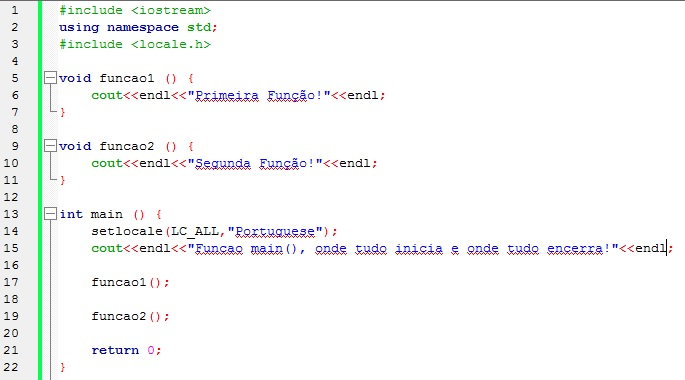 1 #include <iostream>
2 using namespace std;
3 #include <locale.h>
4
5 void funcao1 () {
6 cout<<endl<<"Primeira Função!"<<endl;
7 }
8
9 void funcao2 () {
10 cout<<endl<<"Segunda Função!"<<endl;
11 }
12
13 int main () {
14 setlocale(LC_ALL,"Portuguese");
15 cout<<endl<<"Funcao main(), onde tudo inicia e onde tudo encerra!"<<endl;
16
17 funcao1();
18
19 funcao2();
20
21 return 0;
22 }